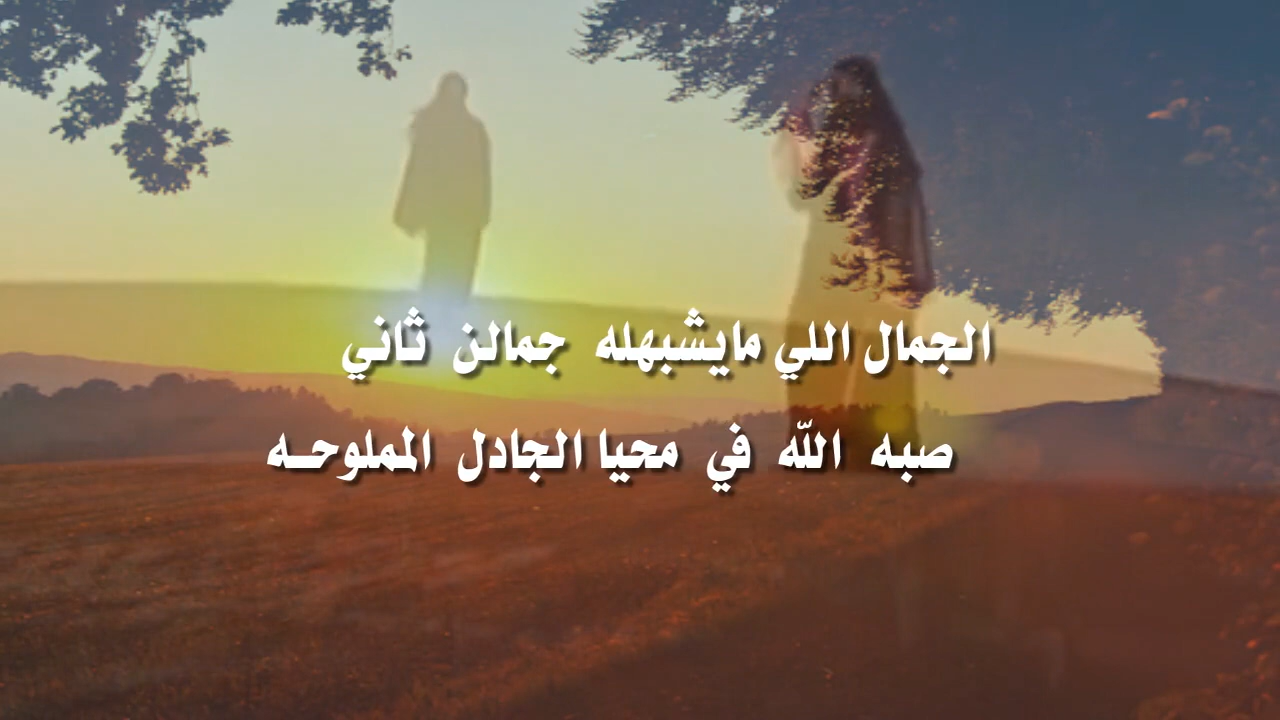 الجمال اللي مايشبهله جمالن ثاني
صبه الله في محيا الجادل المملوحـه